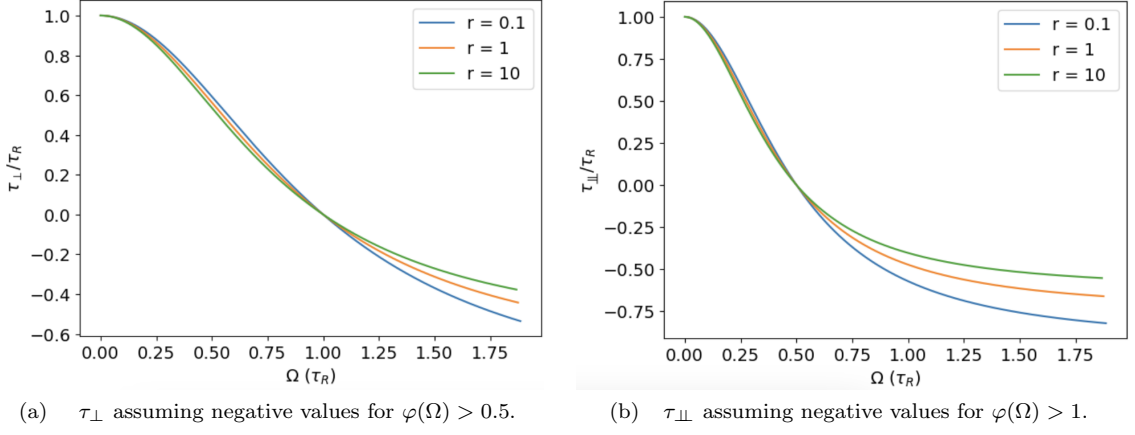 r = 0.1
r = 1
r = 10
1.0
0.8
0.6
0.4
0.2
0.0
−0.2
−0.4
−0.6
τ⊥/τR
0.00 0.25 0.50 0.75 1.00 1.25 1.50 1.75
Ω (τR)
(a) τ⊥ assuming negative values for φ(Ω) > 0.5.
r = 0.1
r = 1
r = 10
1.00
0.75
0.50
0.25
0.00
−0.25
−0.50
−0.75
τ⫫/τR
0.00 0.25 0.50 0.75 1.00 1.25 1.50 1.75
Ω (τR)
(b) τ⫫ assuming negative values for φ(Ω) > 1.